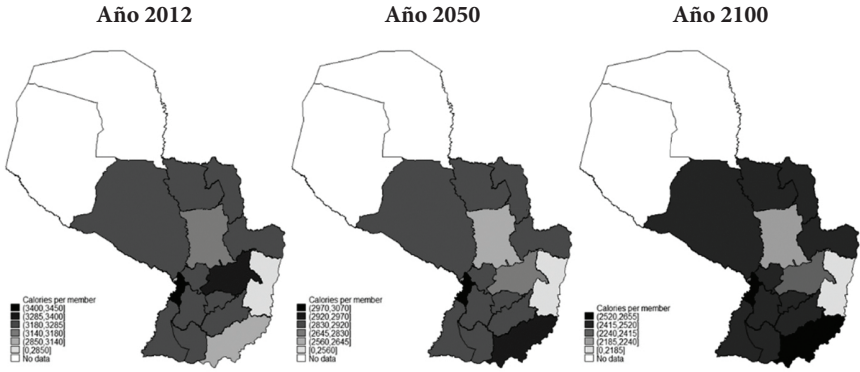 Año 2012
Año 2050
Año 2100
Calories per member
(3400,3450]
(3285,3400]
(3180,3285]
(3140,3180]
(2850,3140]
[0,2850]
No data
Calories per member
(2970,3070]
(2920,2970]
(2830,2920]
(2645,2830]
(2560,2645]
[0,2560]
No data
Calories per member
(2520,2655]
(2415,2520]
(2240,2415]
(2185,2240]
[0,2185]
No data